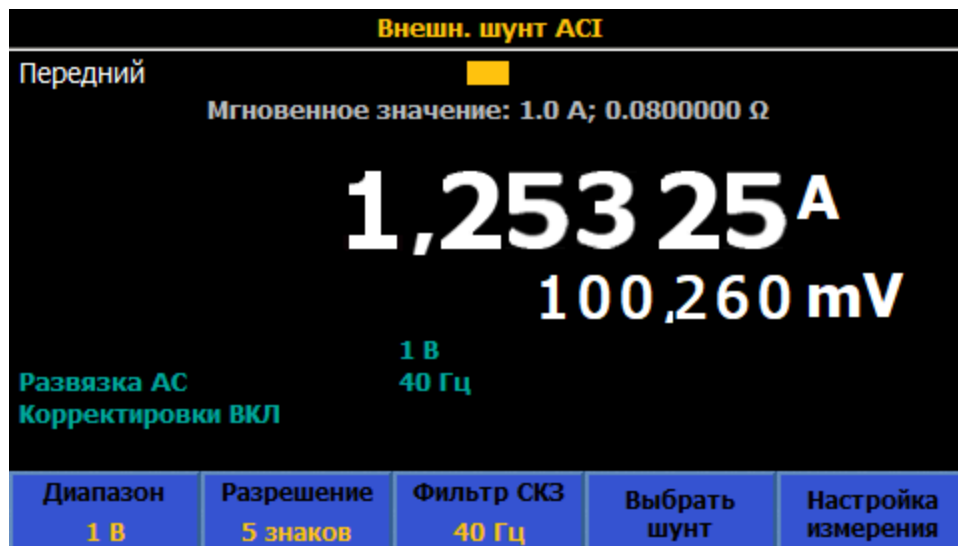 Внешн. шунт ACI
Передний
Мгновенное значение: 1.0 A; 0.0800000 Ω
1,253 25 A
100,260 mV
1 В
Развязка AC 40 Гц
Корректировки ВКЛ
Диапазон Разрешение Фильтр СКЗ Выбрать шунт Настройка измерения
1 В 5 знаков 40 Гц